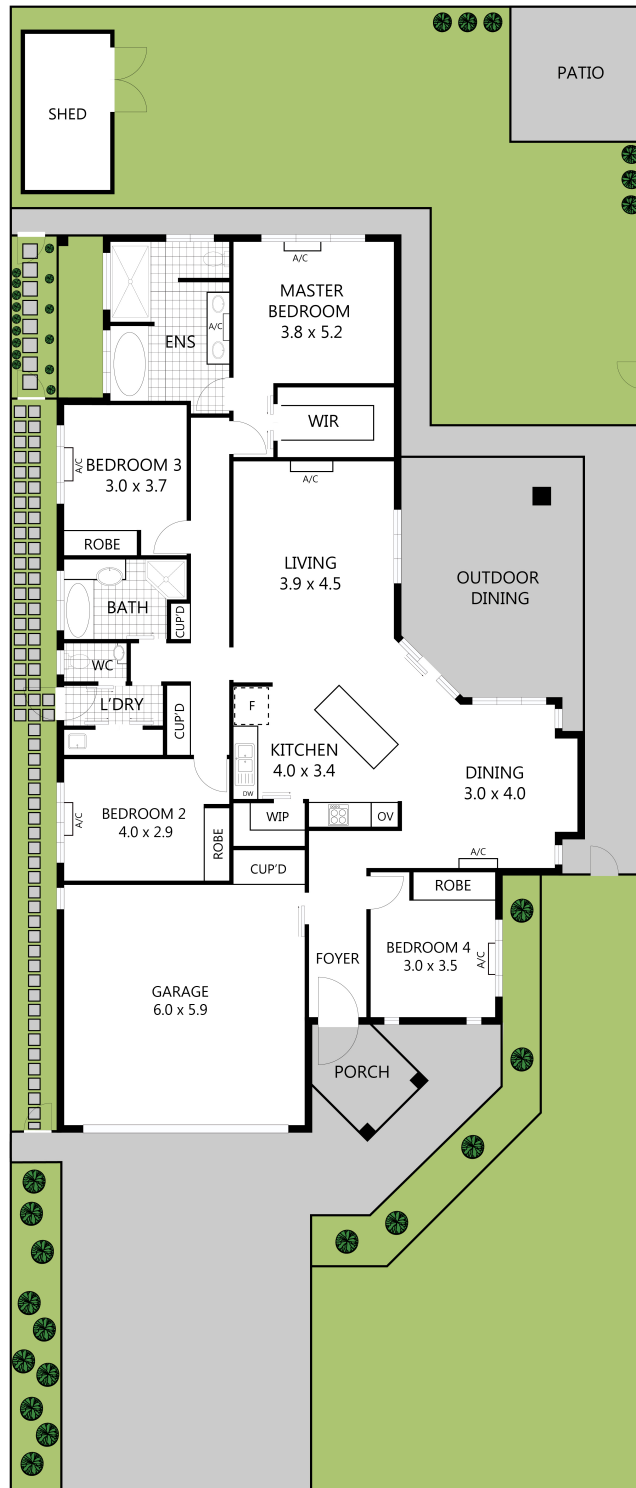 PATIO
SHED
A/C
MASTER
BEDROOM
3.8 x 5.2
A/C
ENS
WIR
BEDROOM 3
3.0 x 3.7
A/C
ROBE
A/C
LIVING
3.9 x 4.5
OUTDOOR
DINING
BATH
CUP'D
WC
L'DRY
CUP'D
F
KITCHEN
4.0 x 3.4
DW
DINING
3.0 x 4.0
BEDROOM 2
4.0 x 2.9
A/C
ROBE
WIP
OV
A/C
CUP'D
ROBE
BEDROOM 4
3.0 x 3.5
A/C
FOYER
GARAGE
6.0 x 5.9
PORCH